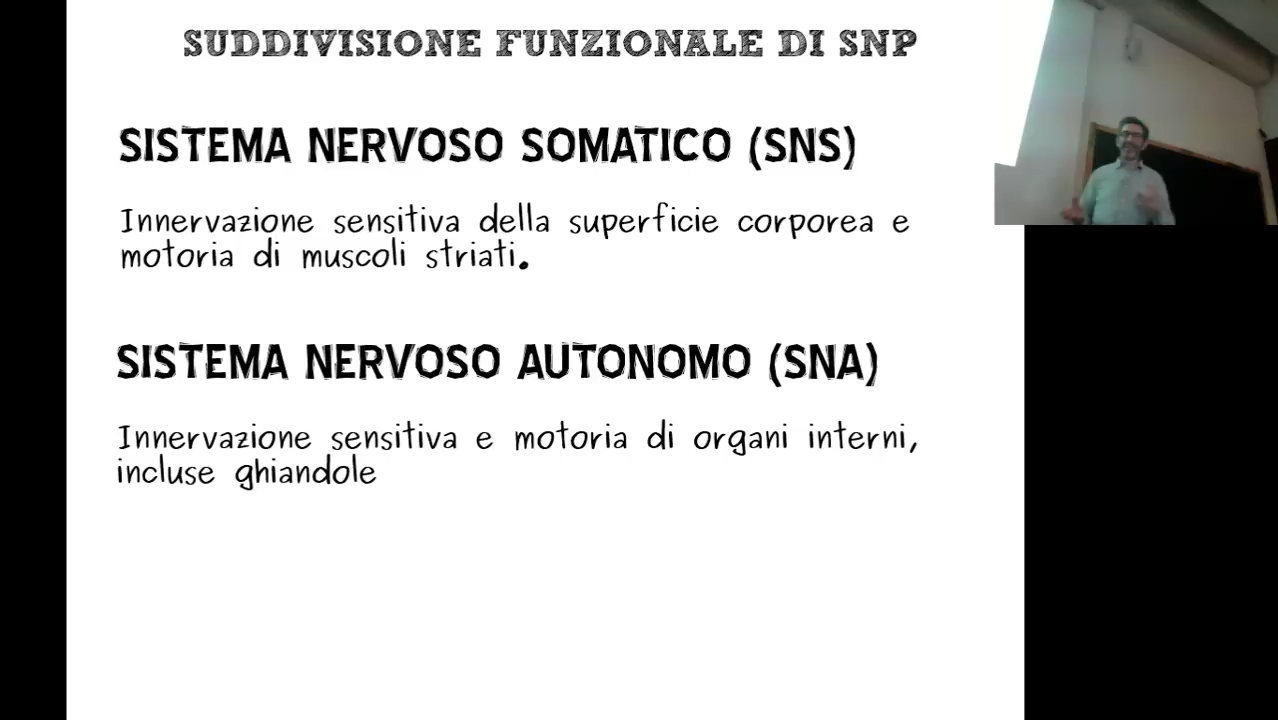 SUDDIVISIONE FUNZIONALE DI SNP
SISTEMA NERVOSO SOMATICO (SNS)
Innervazione sensitiva della superficie corporea e
motoria di muscoli striati.
SISTEMA NERVOSO AUTONOMO (SNA)
Innervazione sensitiva e motoria di organi interni,
incluse ghiandole